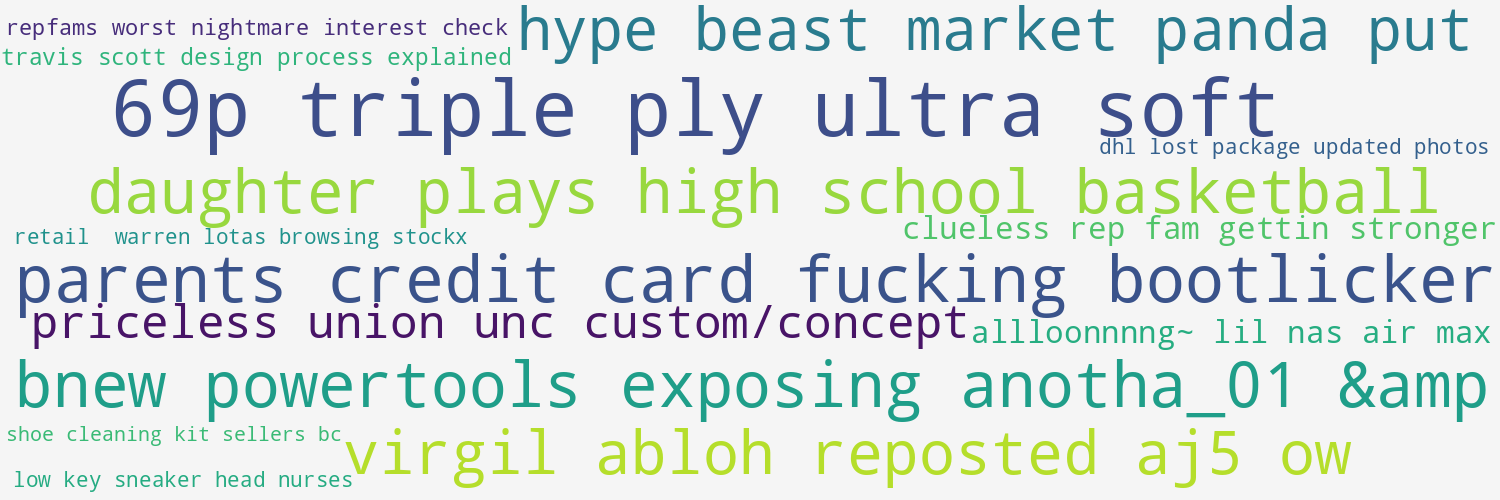 repfams worst nightmare interest check
hype beast market panda put
travis scott design process explained
69p triple ply ultra soft
dhl lost package updated photos
daughter plays high school basketball
clueless rep fam gettin stronger
retail  warren lotas browsing stockx
parents credit card fucking bootlicker
priceless union unc custom/concept
allloonnnng~ lil nas air max
bnew powertools exposing anotha_01 &amp
shoe cleaning kit sellers bc
virgil abloh reposted aj5 ow
low key sneaker head nurses